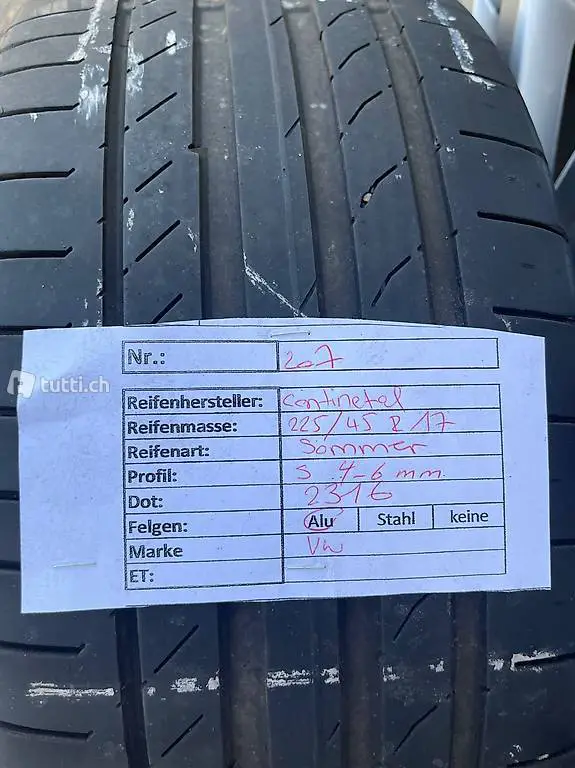 Nr.: 207
tutti.ch
Reifenhersteller: Continetal
Reifenmasse: 225/45 R 17
Reifenart: Sommer
Profil: 4-6 mm
Dot: 2316
Felgen: Alu Stahl keine
Marke VW
ET: